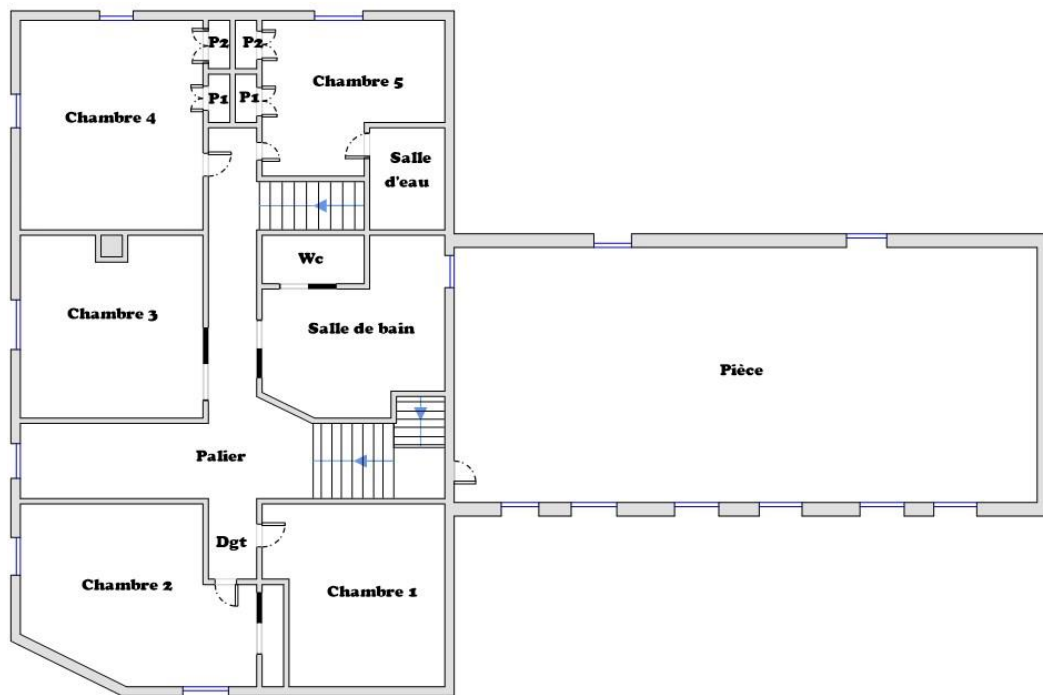 P2
P2
Chambre 5
P1
P1
Chambre 4
Salle
d'eau
Wc
Chambre 3
Salle de bain
Pièce
Palier
Dgt
Chambre 2
Chambre 1